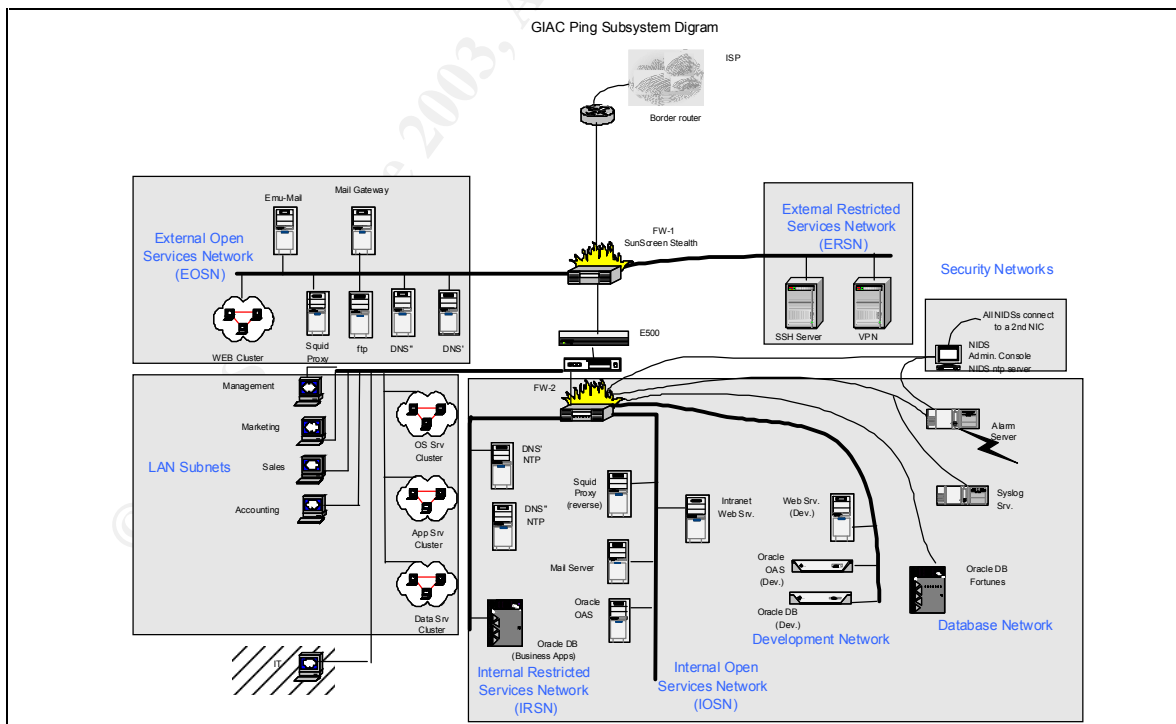 GIAC Ping Subsystem Digram
ISP
Border router
External Open
Services Network
(EOSN)
Emu-Mail
Mail Gateway
WEB Cluster
Squid
Proxy
ftp
DNS"
DNS'
FW-1
SunScreen Stealth
External Restricted
Services Network
(ERSN)
SSH Server
VPN
Security Networks
All NIDSs connect
to a 2nd NIC
NIDS
Admin. Console
NIDS ntp server
E500
FW-2
Management
Marketing
Sales
Accounting
LAN Subnets
OS Srv
Cluster
App Srv
Cluster
Data Srv
Cluster
IT
DNS'
NTP
DNS"
NTP
Oracle DB
(Business Apps)
Internal Restricted
Services Network
(IRSN)
Squid
Proxy
(reverse)
Mail Server
Oracle
OAS
Intranet
Web Srv.
Internal Open
Services Network
(IOSN)
Web Srv.
(Dev.)
Oracle
OAS
(Dev.)
Oracle DB
(Dev.)
Development Network
Alarm
Server
Syslog
Srv.
Oracle DB
Fortunes
Database Network
2003,